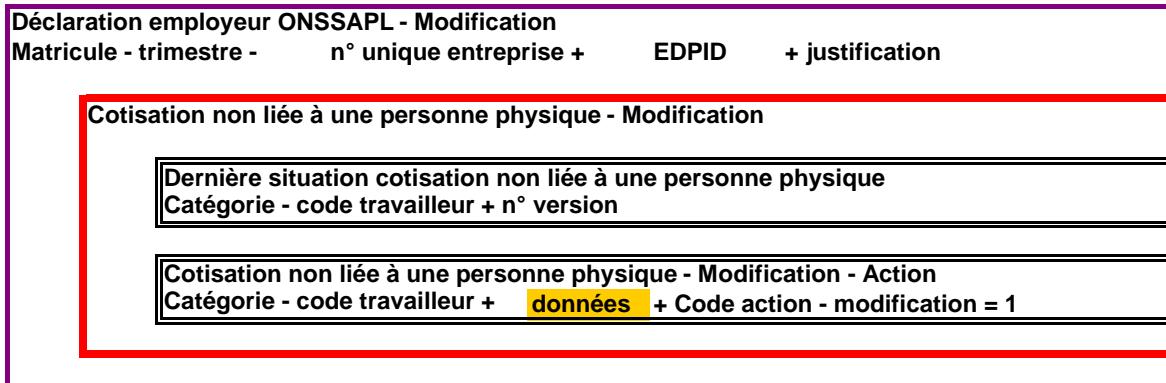 Déclaration employeur ONSSAPL - Modification
Matricule - trimestre - n° unique entreprise + EDPID + justification
Cotisation non liée à une personne physique - Modification
Dernière situation cotisation non liée à une personne physique
Catégorie - code travailleur + n° version
Cotisation non liée à une personne physique - Modification - Action
Catégorie - code travailleur + données + Code action - modification = 1